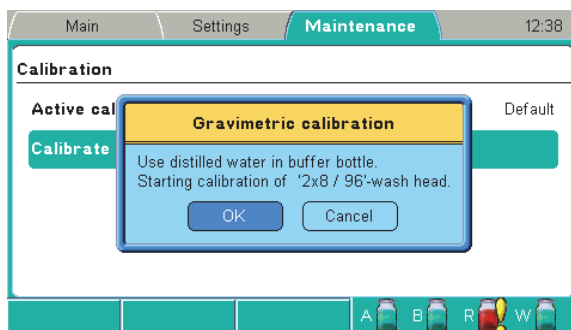 Main Settings Maintenance 12:38
Calibration
Active cal Default
Calibrate
Gravimetric calibration
Use distilled water in buffer bottle.
Starting calibration of '2x8 / 96'-wash head.
OK Cancel
A B R W